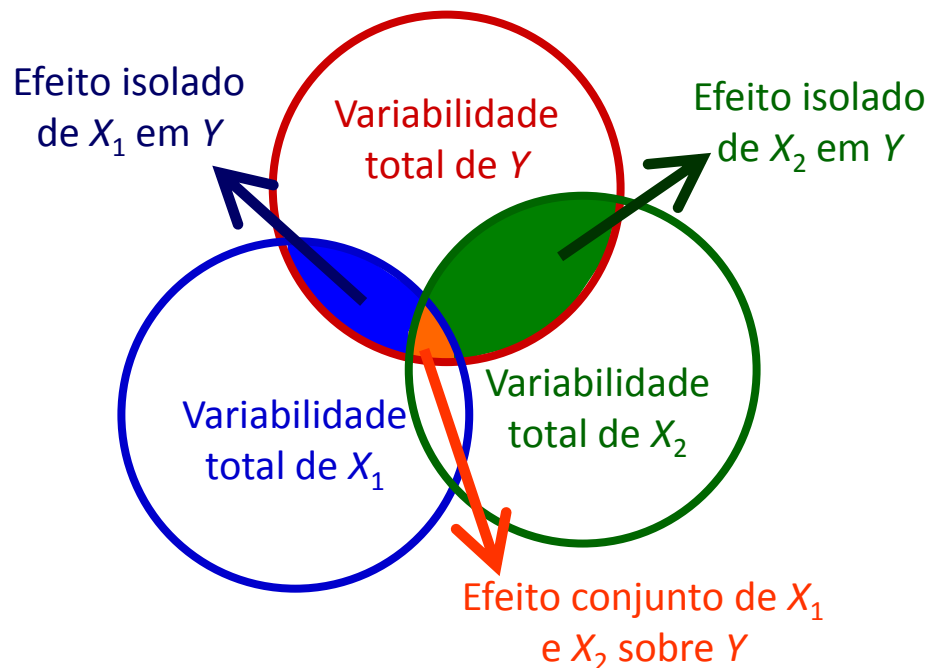 Efeito isolado
de X₁ em Y
Variabilidade
total de Y
Efeito isolado
de X₂ em Y
Variabilidade
total de X₁
Variabilidade
total de X₂
Efeito conjunto de X₁
e X₂ sobre Y